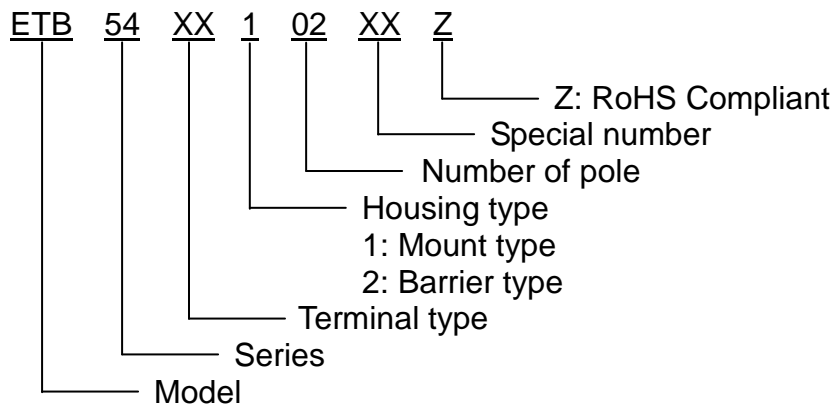 ETB 54 XX 1 02 XX Z
Z: RoHS Compliant
Special number
Number of pole
Housing type
1: Mount type
2: Barrier type
Terminal type
Series
Model